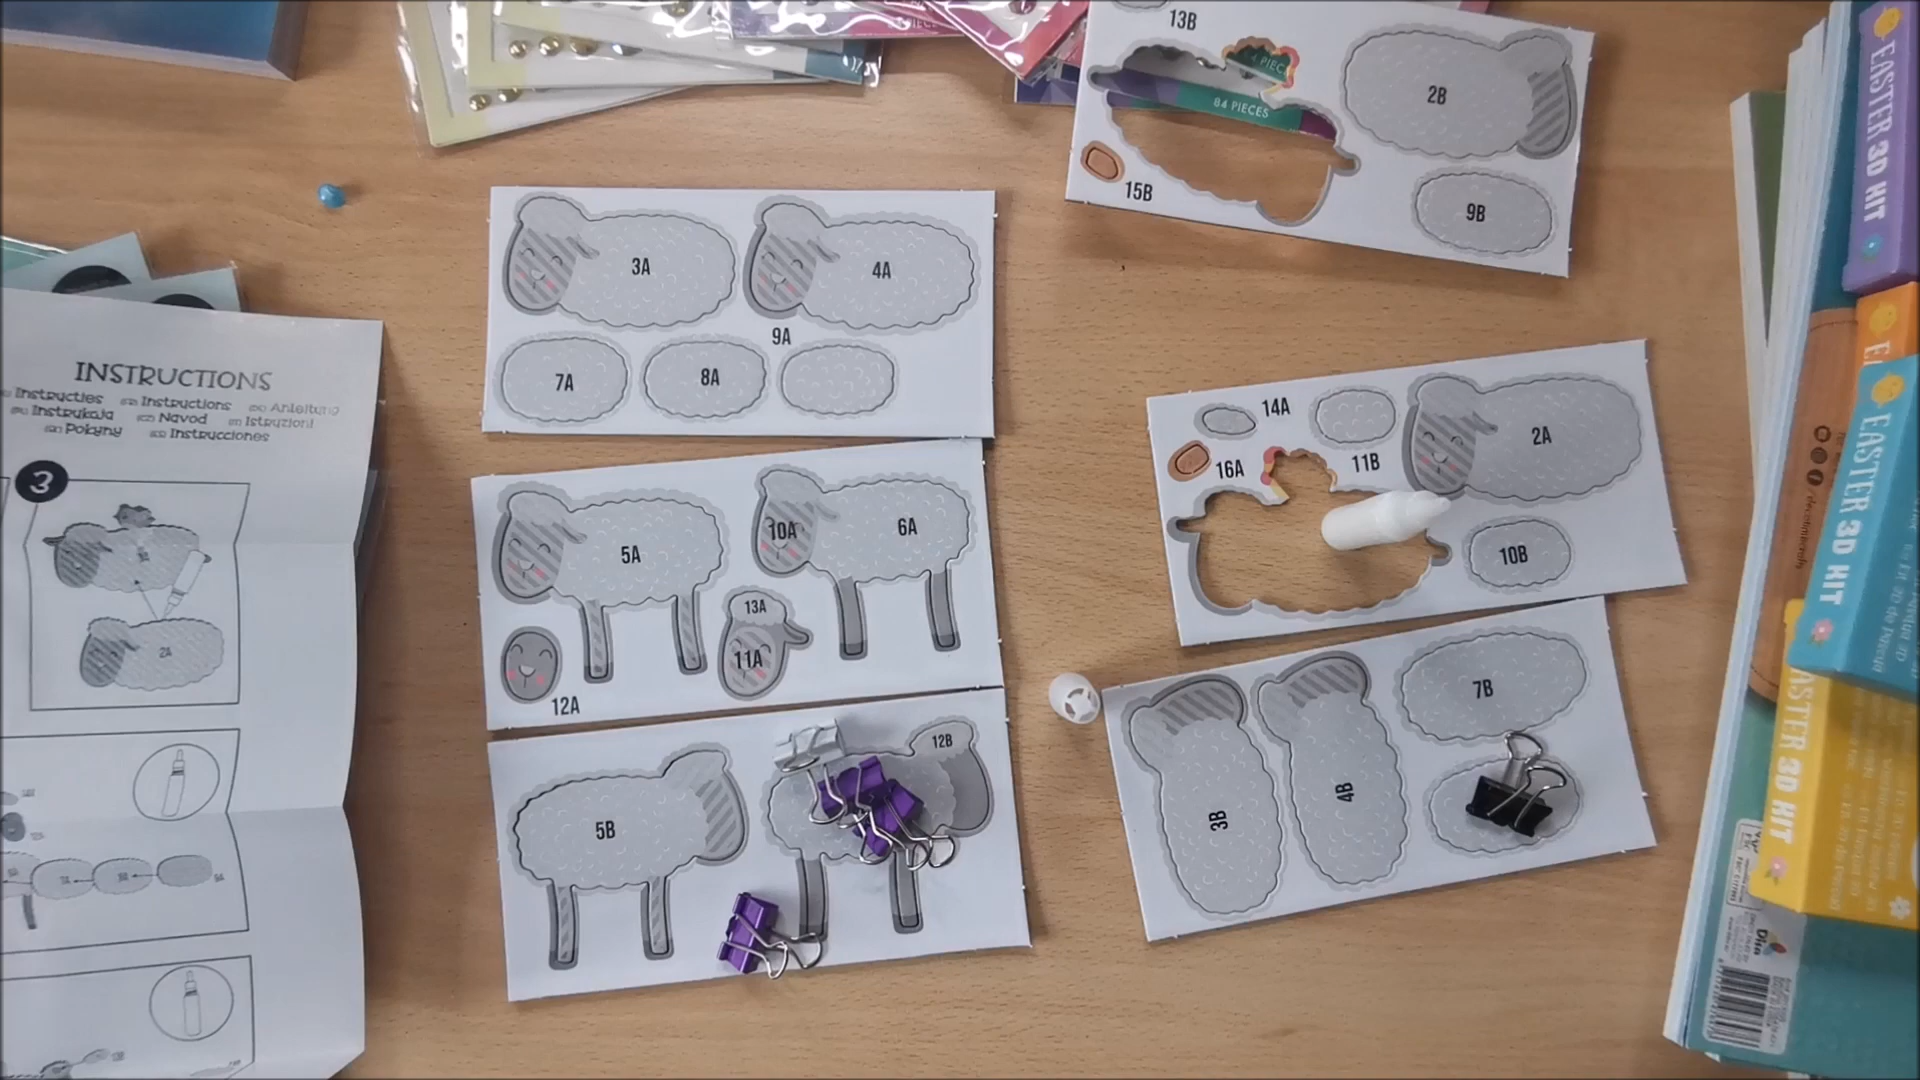 13B
2B
84 PIECES
15B
9B
3A
4A
9A
7A
8A
INSTRUCTIONS
Instructies
Instructions
Anleitung
Instrukcja
Navod
Istruzioni
Pokyny
Instrucciones
3
2A
14A
16A
11B
2A
10B
5A
10A
6A
13A
11A
12A
12B
5B
7B
3B
4B
EASTER 3D KIT
EASTER 3D KIT
EASTER 3D KIT
Dita